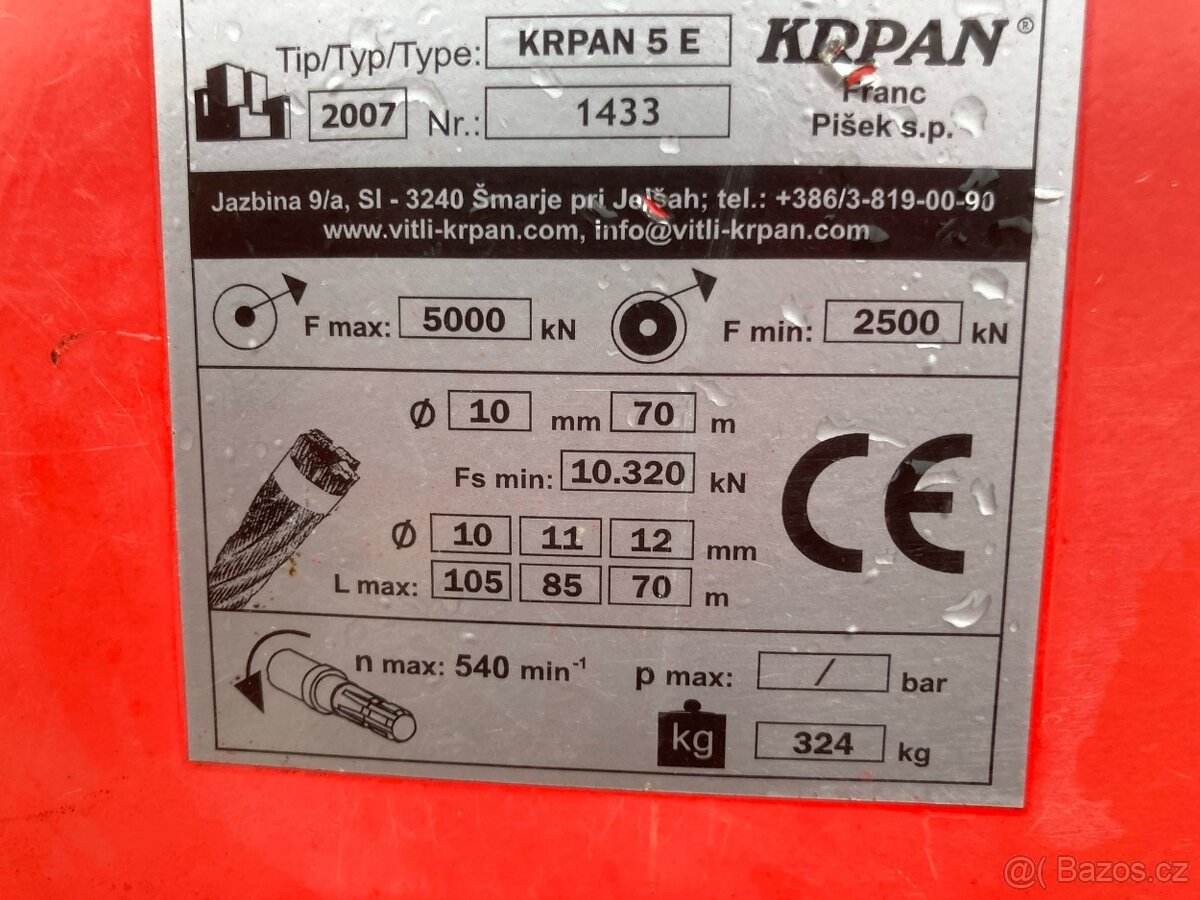 Tip/Typ/Type: KRPAN 5 E KRPAN®
2007 Nr.: 1433 Franc
Pišek s.p.
Jazbina 9/a, SI - 3240 Šmarje pri Jelšah; tel.: +386/3-819-00-90
www.vitli-krpan.com, info@vitli-krpan.com
F max: 5000 kN F min: 2500 kN
Ø 10 mm 70 m
Fs min: 10.320 kN
CE
Ø 10 11 12 mm
L max: 105 85 70 m
n max: 540 min⁻¹ p max: / bar
kg 324 kg
@( Bazos.cz